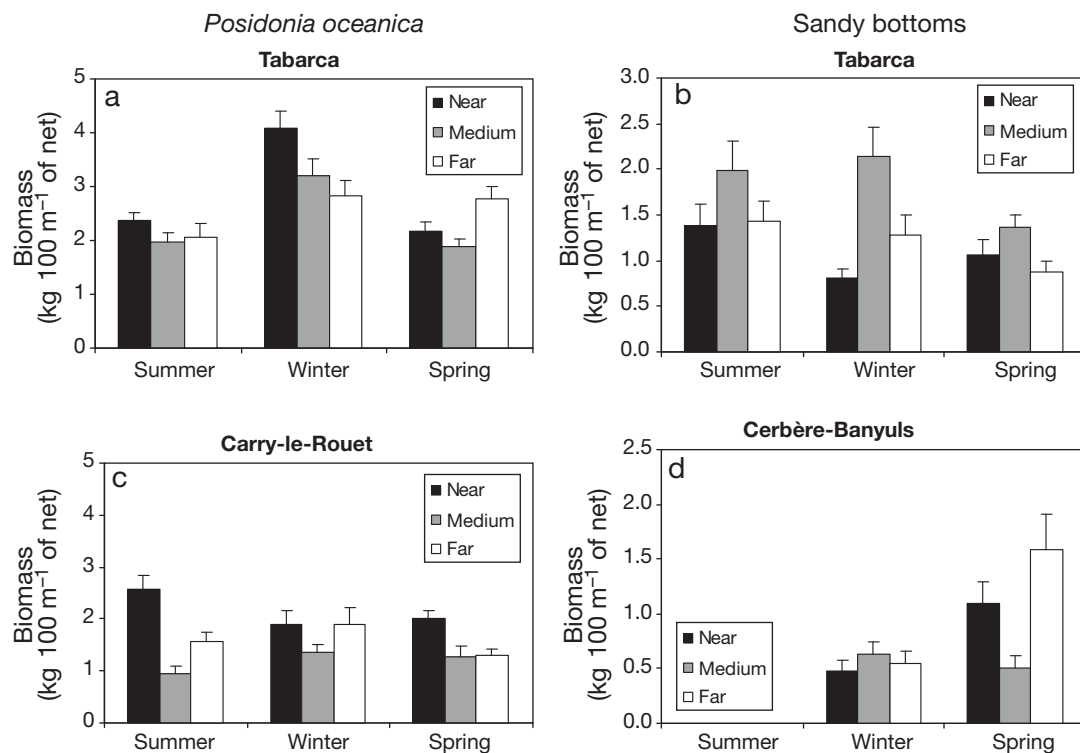 Posidonia oceanica
Sandy bottoms
Tabarca
a
Near
Medium
Far
5
4
3
2
1
0
Biomass
(kg 100 m⁻¹ of net)
Summer
Winter
Spring
Tabarca
b
Near
Medium
Far
3.0
2.5
2.0
1.5
1.0
0.5
0.0
Biomass
(kg 100 m⁻¹ of net)
Summer
Winter
Spring
Carry-le-Rouet
c
Near
Medium
Far
5
4
3
2
1
0
Biomass
(kg 100 m⁻¹ of net)
Summer
Winter
Spring
Cerbère-Banyuls
d
Near
Medium
Far
2.5
2.0
1.5
1.0
0.5
0.0
Biomass
(kg 100 m⁻¹ of net)
Summer
Winter
Spring